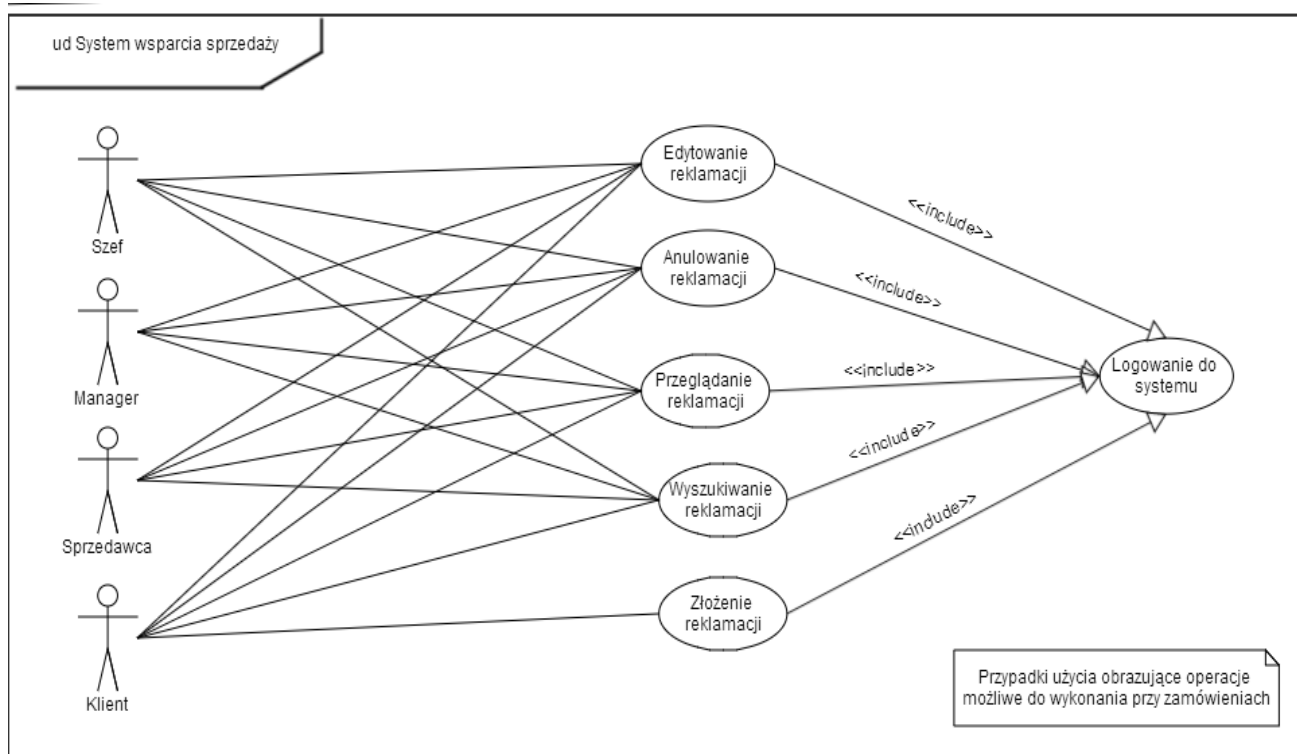 ud System wsparcia sprzedaży
Szef
Manager
Sprzedawca
Klient
Edytowanie
reklamacji
Anulowanie
reklamacji
Przeglądanie
reklamacji
Wyszukiwanie
reklamacji
Złożenie
reklamacji
<<include>>
<<include>>
<<include>>
<<include>>
<<include>>
Logowanie do
systemu
Przypadki użycia obrazujące operacje
możliwe do wykonania przy zamówieniach